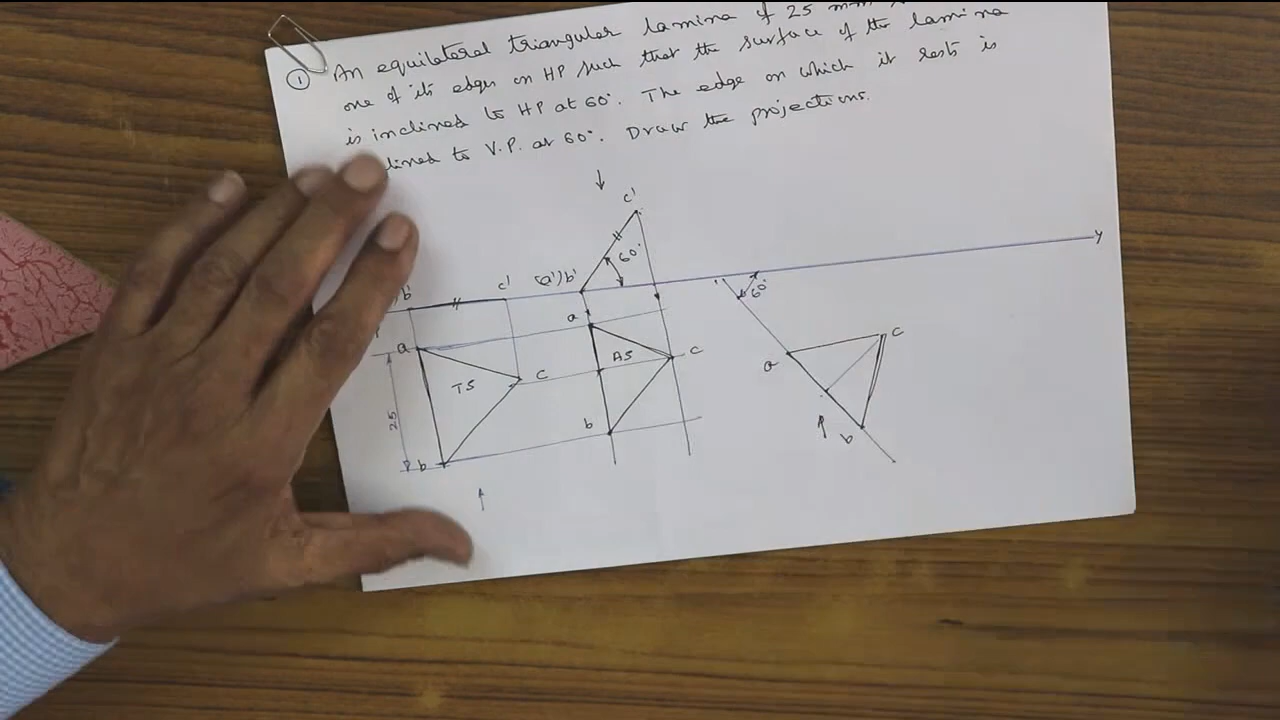 ① An equilateral triangular lamina of 25 mm
one of its edges on HP such that the surface of the lamina
is inclined to HP at 60°. The edge on which it rests is
lined to V.P. at 60°. Draw the projections.
c'
60°
(a')b'
c'
b'
y
60°
a
a
a
TS
c
AS
c
c
25
b
b
b